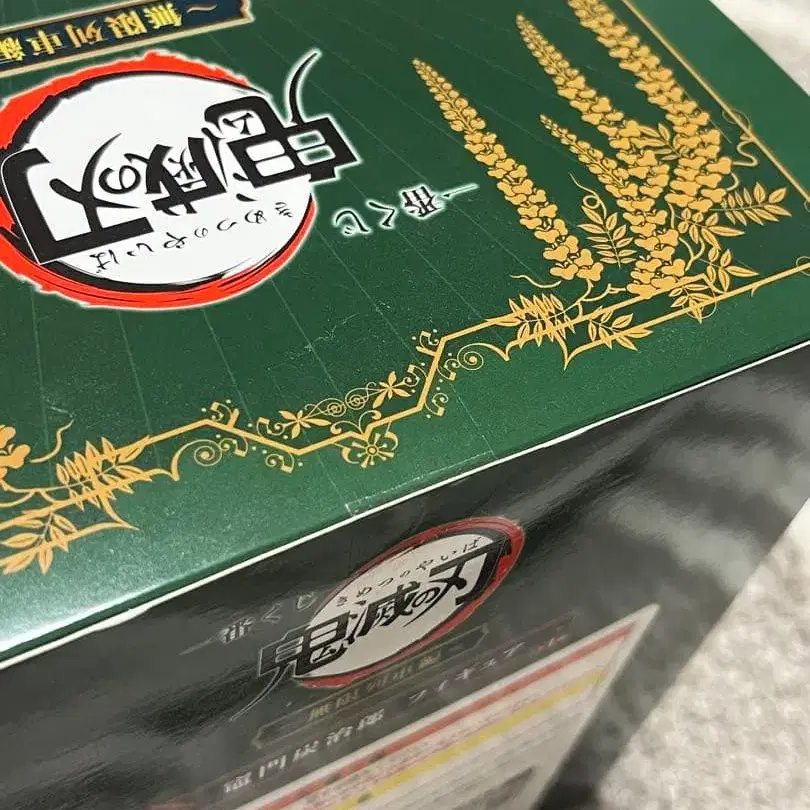 一番くじ
鬼滅の刃
きめつのやいば
～無限列車編
一番くじ
きめつのやいば
鬼滅の刃
無限列車編
竈門炭治郎 フィギュア